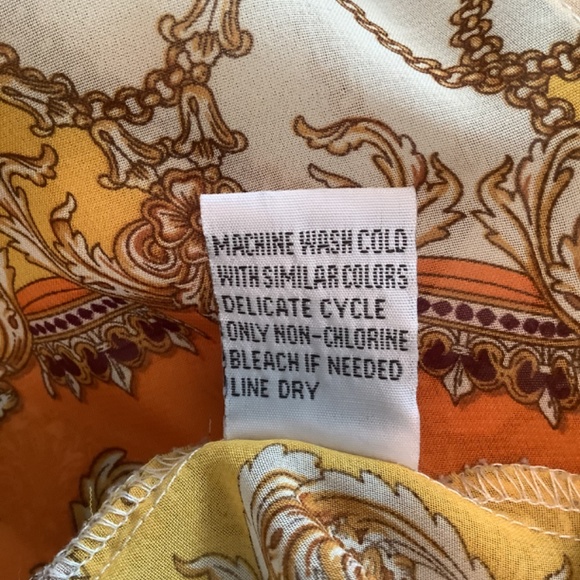 MACHINE WASH COLD
WITH SIMILAR COLORS
DELICATE CYCLE
ONLY NON-CHLORINE
BLEACH IF NEEDED
LINE DRY